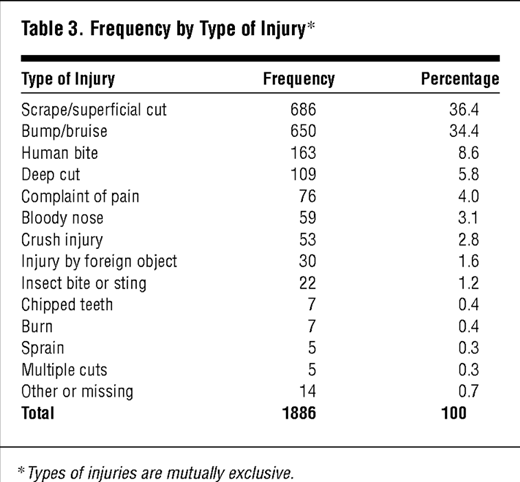 Table 3. Frequency by Type of Injury*
Type of Injury Frequency Percentage
Scrape/superficial cut 686 36.4
Bump/bruise 650 34.4
Human bite 163 8.6
Deep cut 109 5.8
Complaint of pain 76 4.0
Bloody nose 59 3.1
Crush injury 53 2.8
Injury by foreign object 30 1.6
Insect bite or sting 22 1.2
Chipped teeth 7 0.4
Burn 7 0.4
Sprain 5 0.3
Multiple cuts 5 0.3
Other or missing 14 0.7
Total 1886 100
*Types of injuries are mutually exclusive.